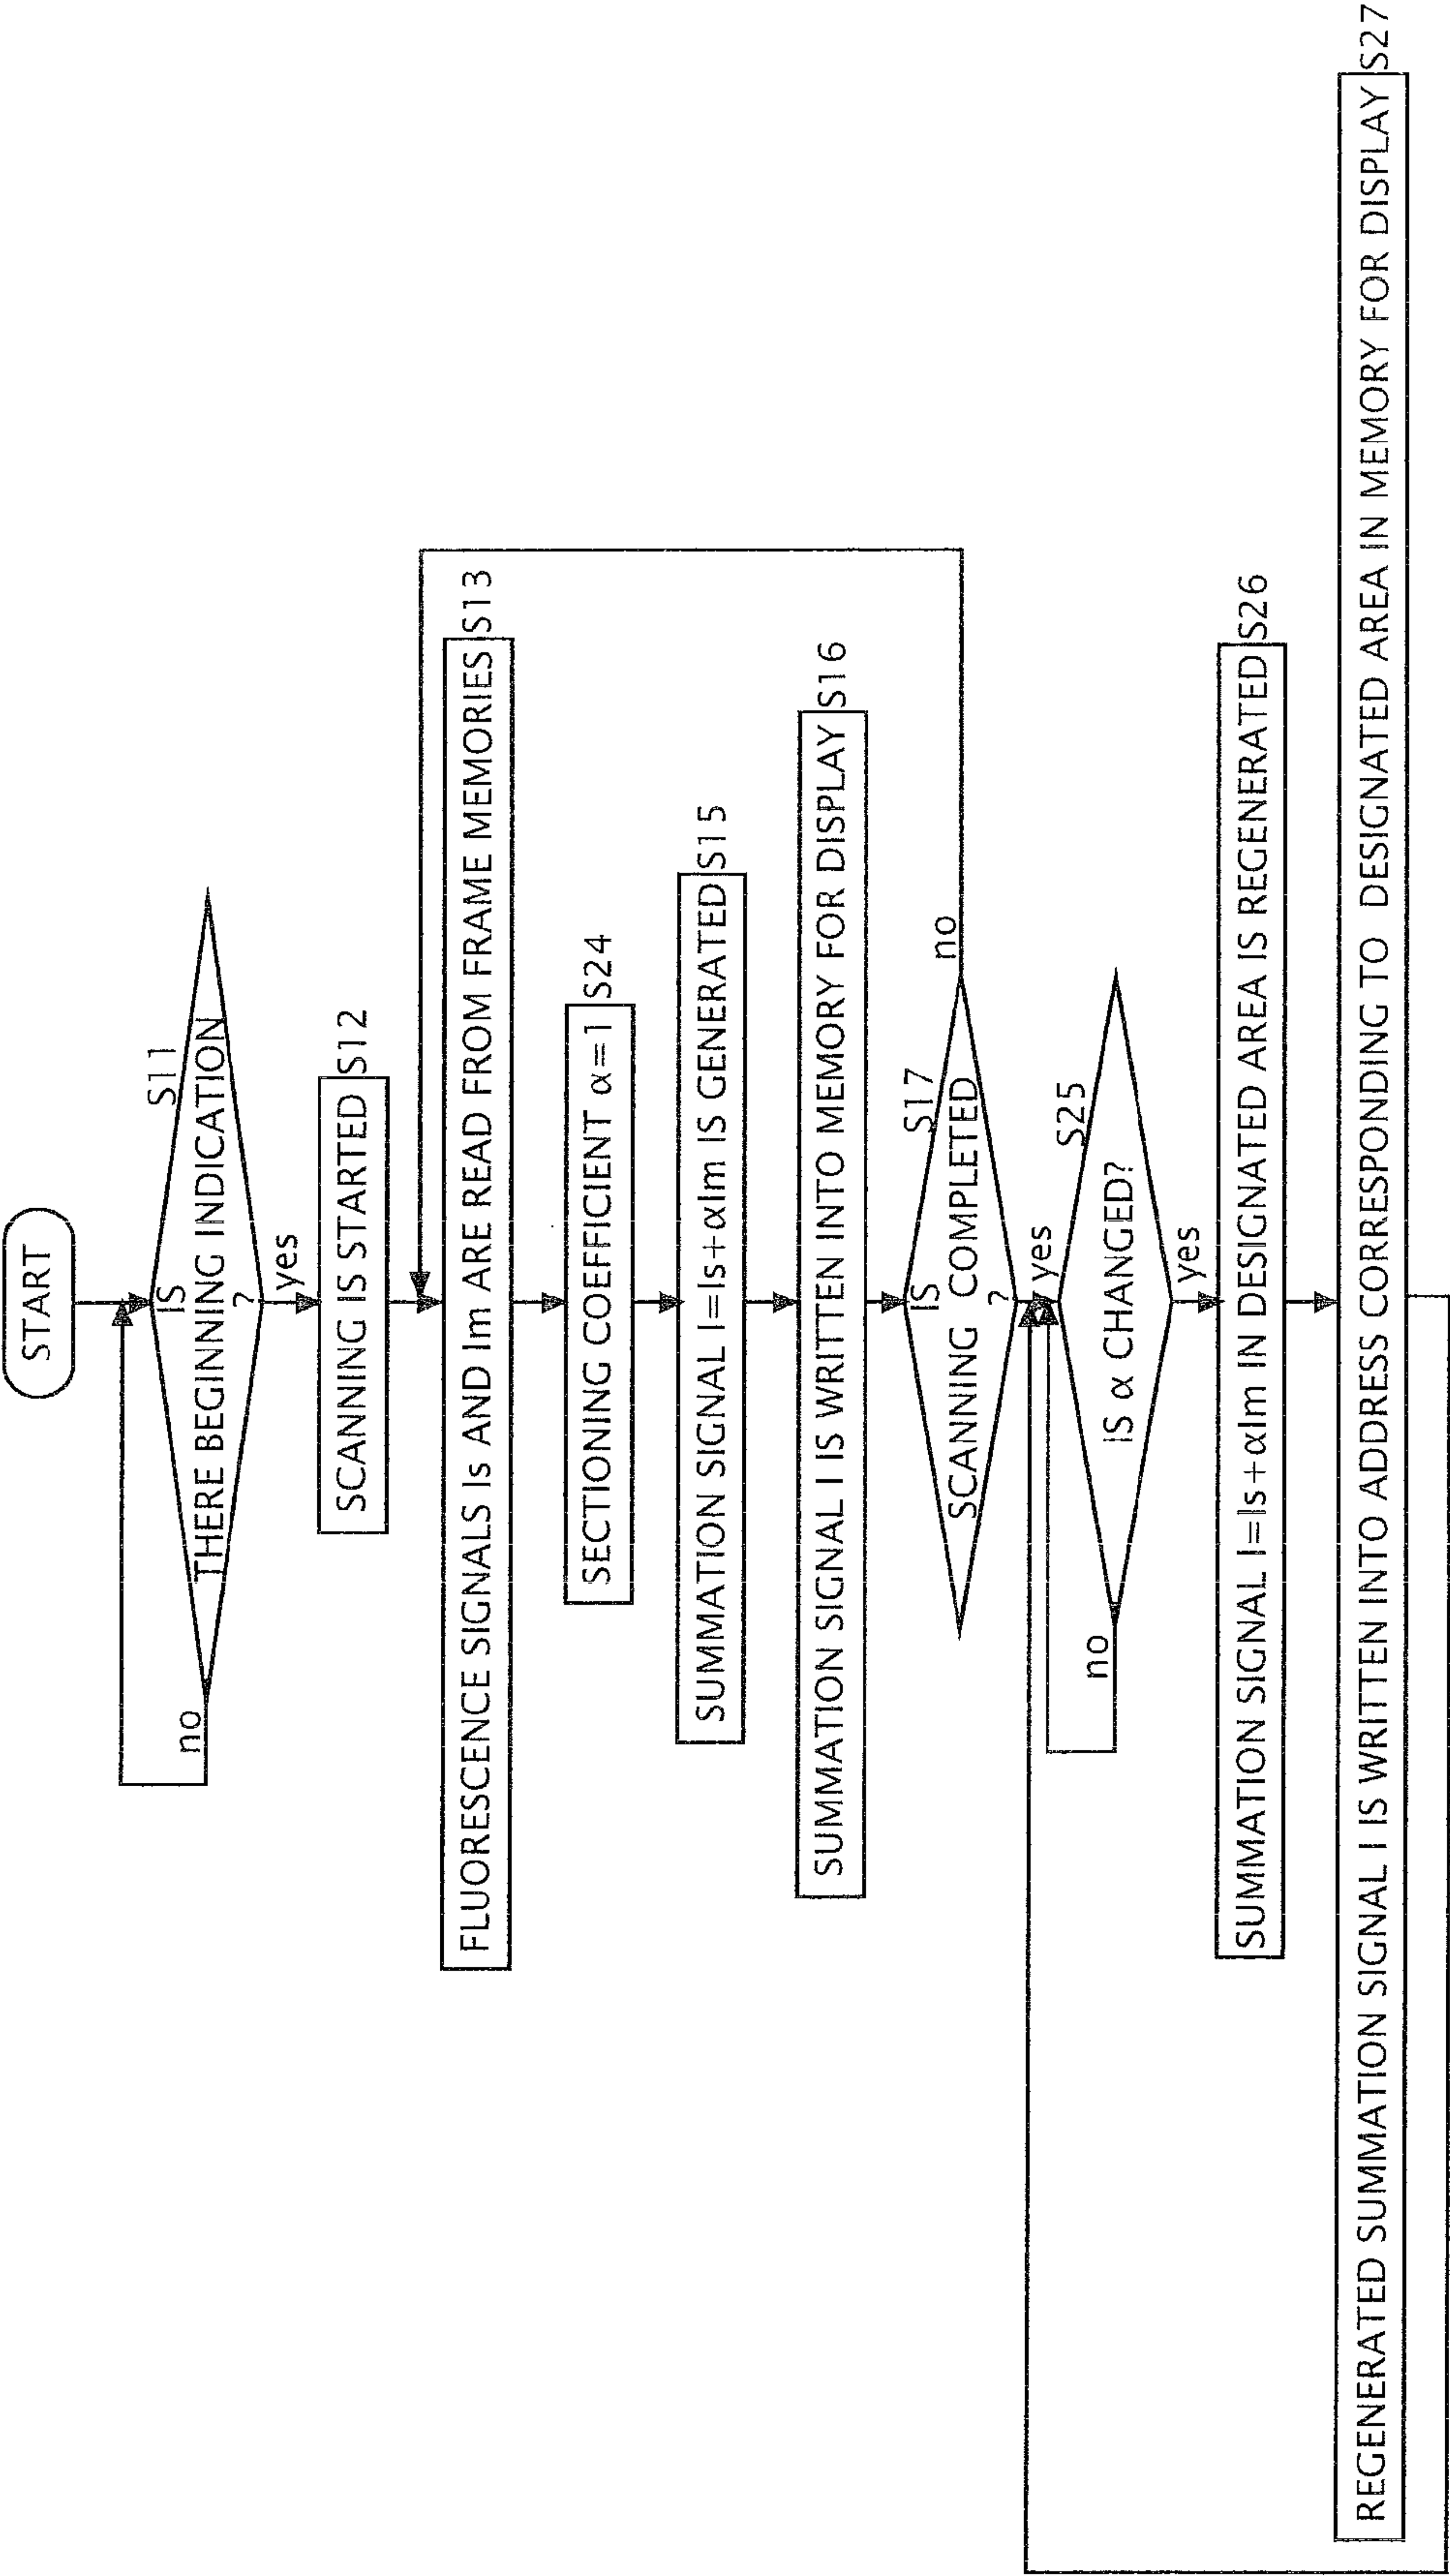 START
S11
IS
THERE BEGINNING INDICATION
?
no
yes
SCANNING IS STARTED S12
FLUORESCENCE SIGNALS Is AND Im ARE READ FROM FRAME MEMORIES S13
SECTIONING COEFFICIENT α=1 S24
SUMMATION SIGNAL I=Is+αIm IS GENERATED S15
SUMMATION SIGNAL I IS WRITTEN INTO MEMORY FOR DISPLAY S16
S17
IS
SCANNING COMPLETED
?
no
yes
S25
IS α CHANGED?
no
yes
SUMMATION SIGNAL I=Is+αIm IN DESIGNATED AREA IS REGENERATED S26
REGENERATED SUMMATION SIGNAL I IS WRITTEN INTO ADDRESS CORRESPONDING TO DESIGNATED AREA IN MEMORY FOR DISPLAY S27